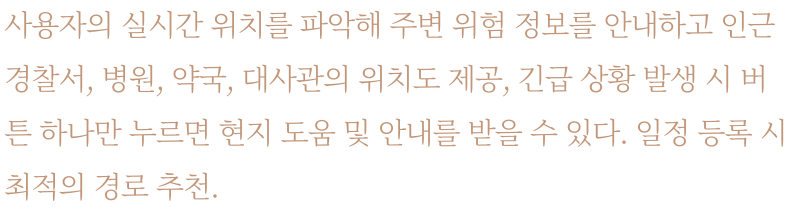 사용자의 실시간 위치를 파악해 주변 위험 정보를 안내하고 인근
경찰서, 병원, 약국, 대사관의 위치도 제공, 긴급 상황 발생 시 버
튼 하나만 누르면 현지 도움 및 안내를 받을 수 있다. 일정 등록 시
최적의 경로 추천.